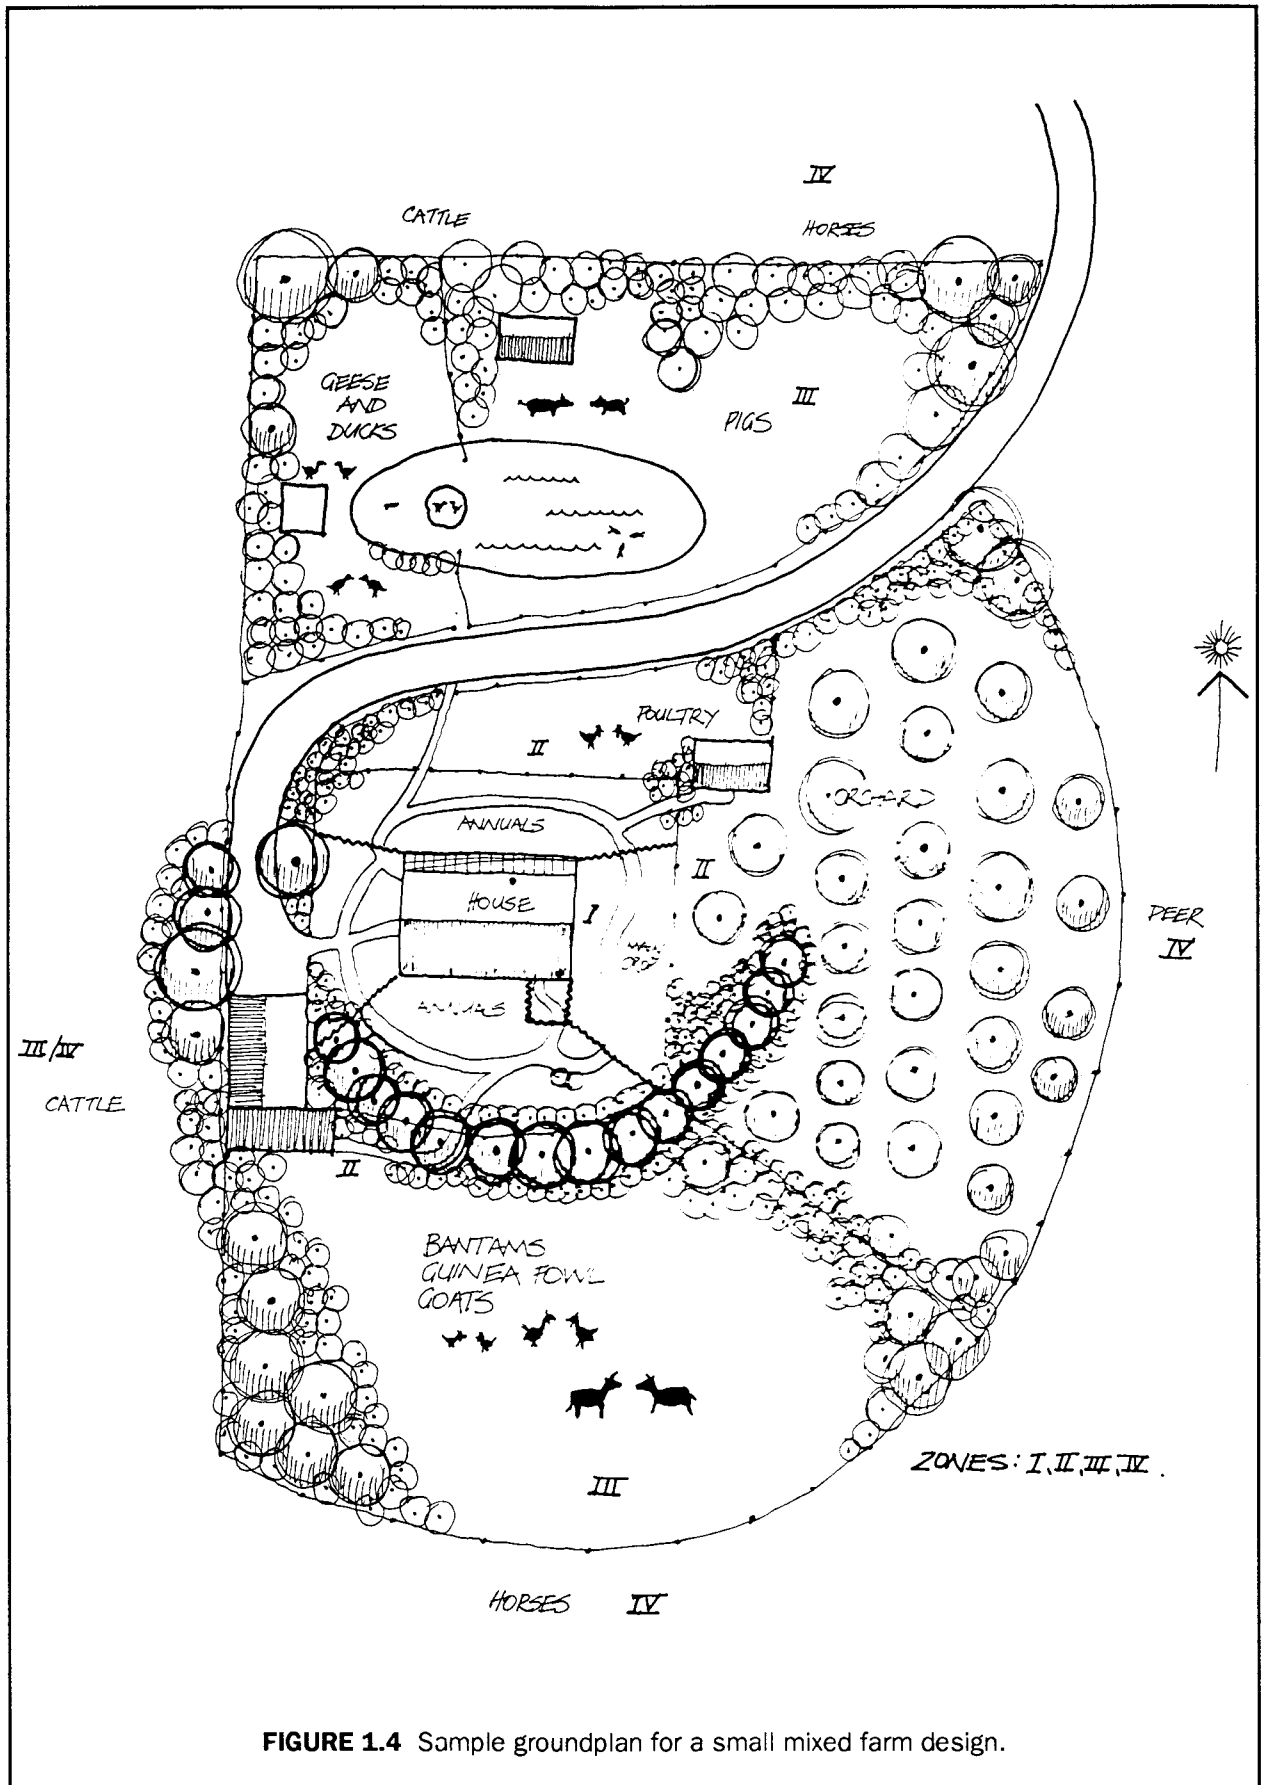 IV
CATTLE
HORSES
GEESE
AND
DUCKS
III
PIGS
POULTRY
II
ORCHARD
ANNUALS
II
HOUSE
I
DEER
IV
MAIN
CROP
ANNUALS
III/IV
CATTLE
II
BANTAMS
GUINEA FOWL
GOATS
ZONES: I, II, III, IV.
III
HORSES IV
FIGURE 1.4 Sample groundplan for a small mixed farm design.